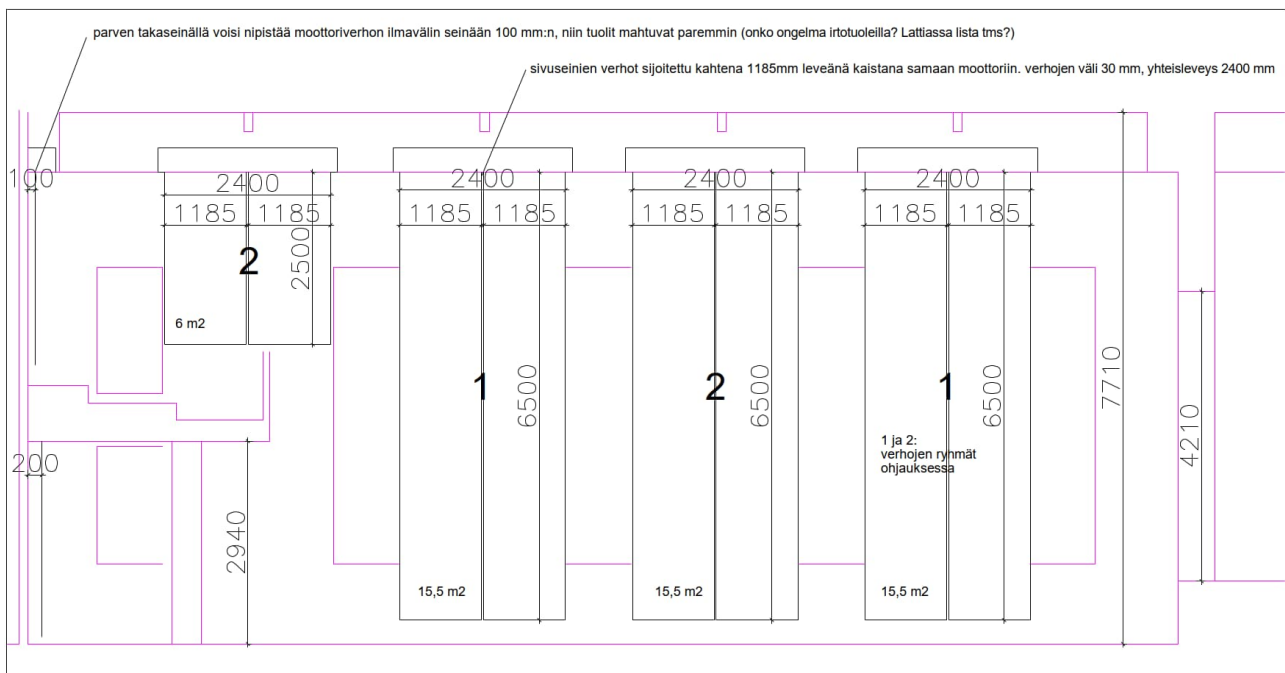 parven takaseinällä voisi nipistää moottoriverhon ilmavälin seinään 100 mm:n, niin tuolit mahtuvat paremmin (onko ongelma irtotuoleilla? Lattiassa lista tms?)
sivuseinien verhot sijoitettu kahtena 1185mm leveänä kaistana samaan moottoriin. verhojen väli 30 mm, yhteisleveys 2400 mm
100
2400
2400
2400
2400
1185
1185
1185
1185
1185
1185
1185
1185
2
2500
6 m2
1
6500
2
6500
1
6500
7710
4210
1 ja 2:
verhojen ryhmät
ohjauksessa
200
2940
15,5 m2
15,5 m2
15,5 m2